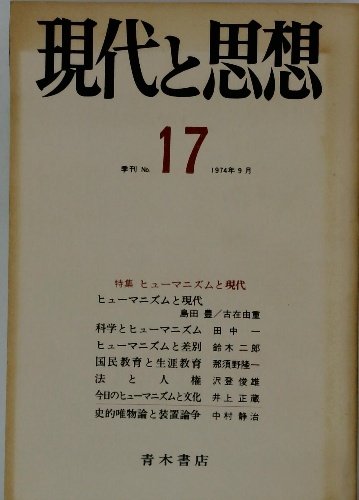 現代と思想
季刊 No. 17 1974年9月
特集 ヒューマニズムと現代
ヒューマニズムと現代
島田 豊／古在由重
科学とヒューマニズム 田中 一
ヒューマニズムと差別 鈴木二郎
国民教育と生涯教育 那須野隆一
法と人権 沢登俊雄
今日のヒューマニズムと文化 井上正蔵
史的唯物論と装置論争 中村静治
青木書店